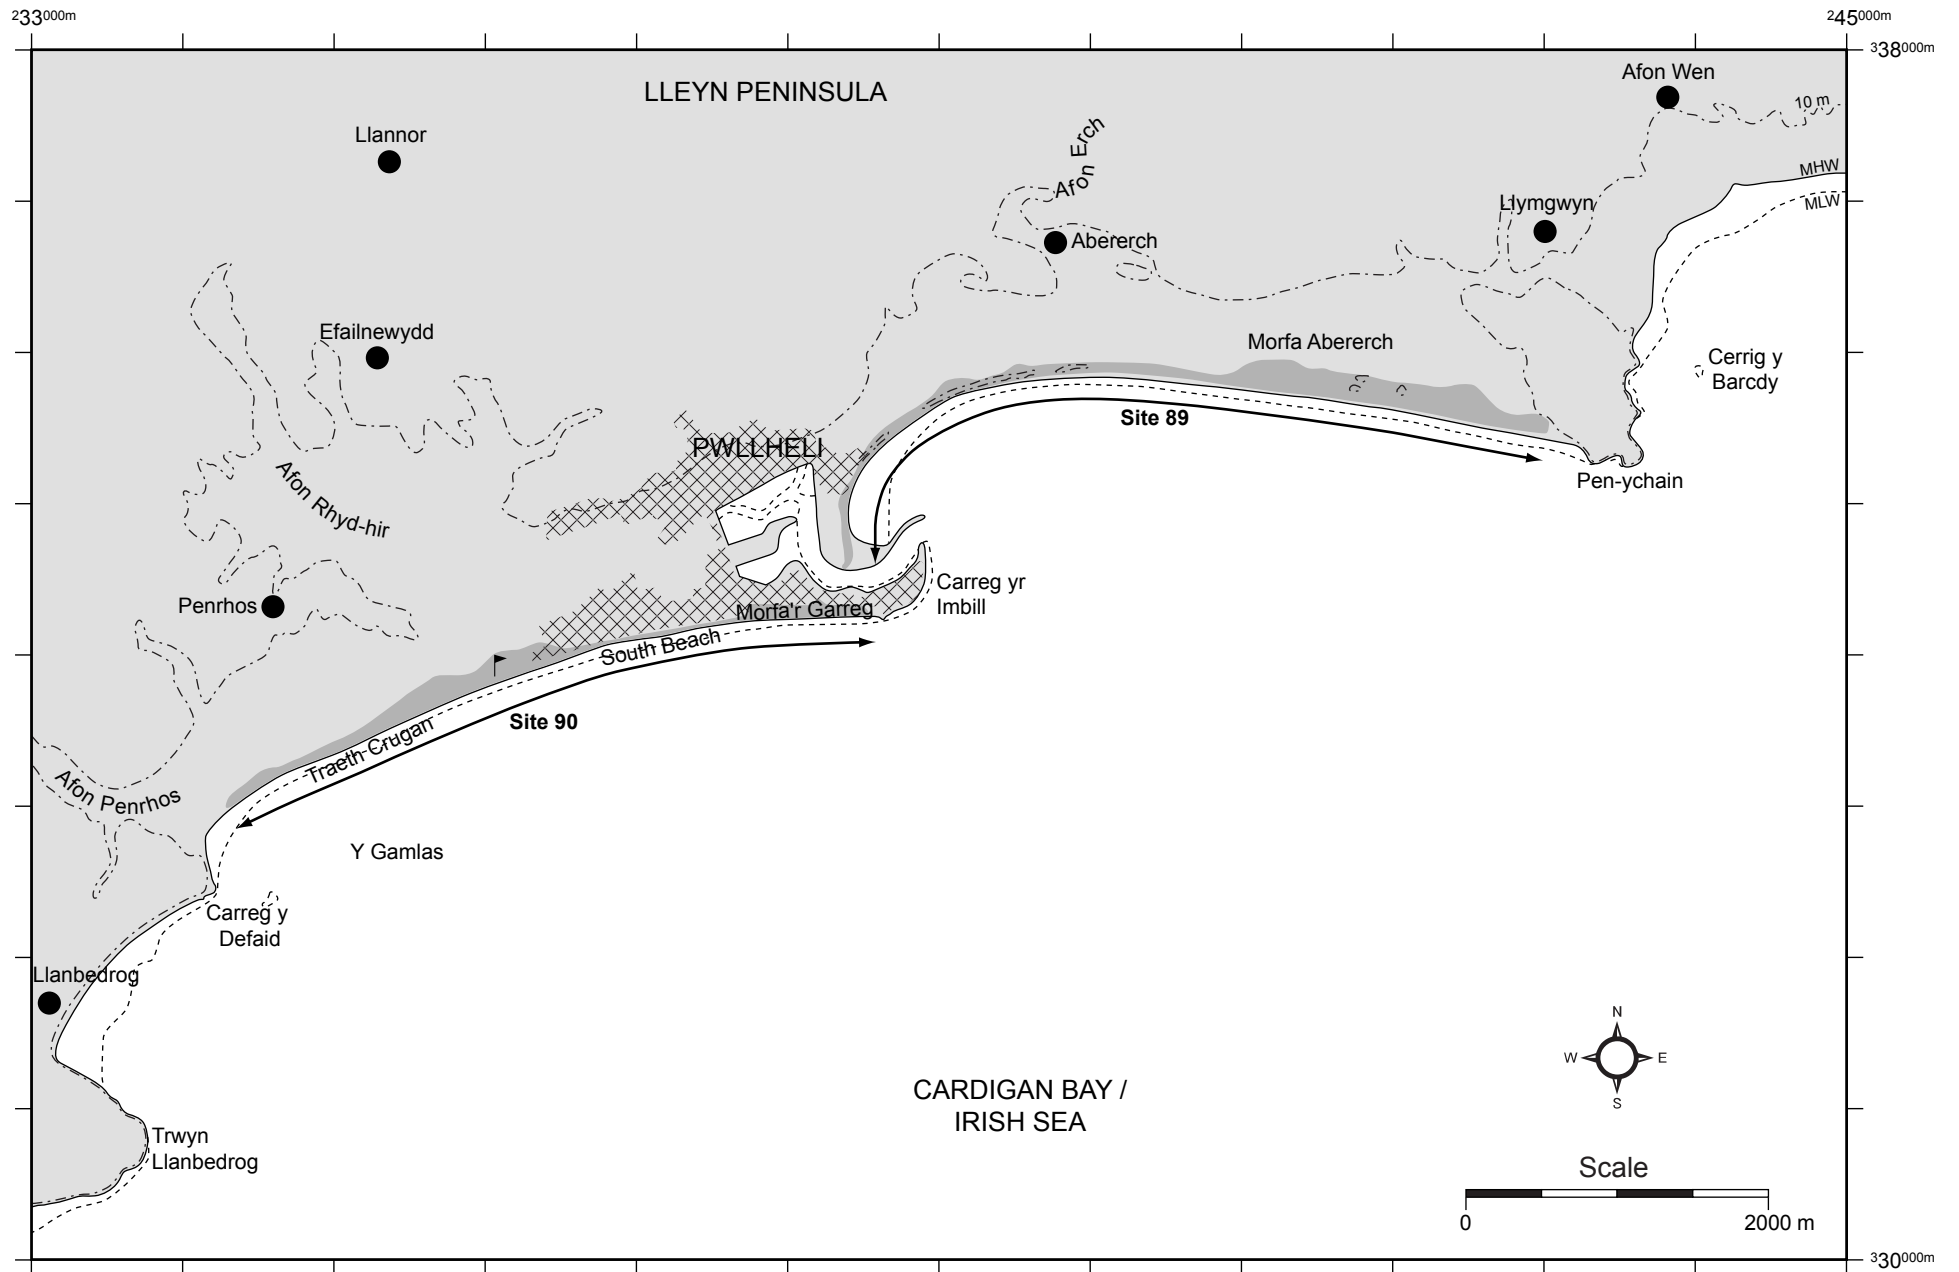 233000m
245000m
338000m
LLEYN PENINSULA
Afon Wen
10 m
Llannor
Afon Erch
MHW
MLW
Llymgwyn
Abererch
Efailnewydd
Morfa Abererch
Cerrig y
Barcdy
Site 89
PWLLHELI
Afon Rhyd-hir
Pen-ychain
Carreg yr
Imbill
Penrhos
Morfa'r Garreg
South Beach
Site 90
Traeth Crugan
Afon Penrhos
Y Gamlas
Carreg y
Defaid
Llanbedrog
N
W
E
S
CARDIGAN BAY /
IRISH SEA
Trwyn
Llanbedrog
Scale
0
2000 m
330000m